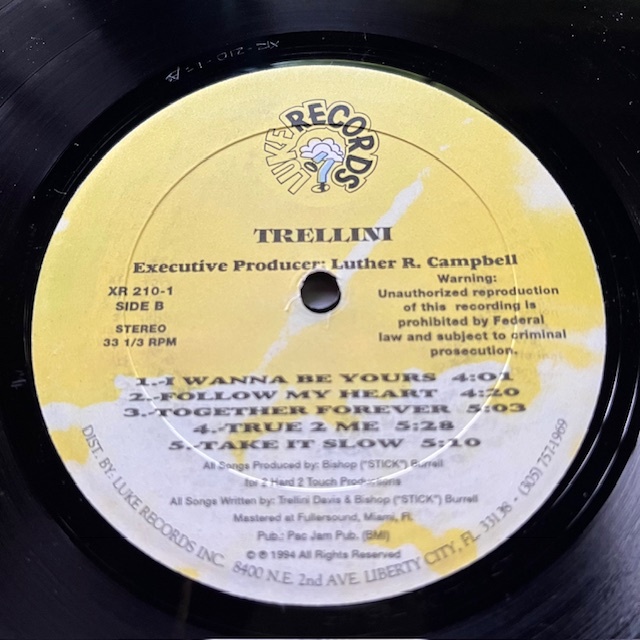 XR-210-1
LUKE RECORDS
TRELLINI
Executive Producer: Luther R. Campbell
XR 210-1
SIDE B
STEREO
33 1/3 RPM
Warning:
Unauthorized reproduction
of this recording is
prohibited by Federal
law and subject to criminal
prosecution.
1.-I WANNA BE YOURS 4:01
2.-FOLLOW MY HEART 4:20
3.-TOGETHER FOREVER 5:03
4.-TRUE 2 ME 5:28
5.-TAKE IT SLOW 5:10
All Songs Produced by: Bishop ("STICK") Burrell
for 2 Hard 2 Touch Productions
All Songs Written by: Trellini Davis & Bishop ("STICK") Burrell
Mastered at Fullersound, Miami, FL
Pub.: Pac Jam Pub. (BMI)
© ℗ 1994 All Rights Reserved
DIST. BY: LUKE RECORDS INC. 8400 N.E. 2nd AVE. LIBERTY CITY, FL 33138 - (305) 757-1969